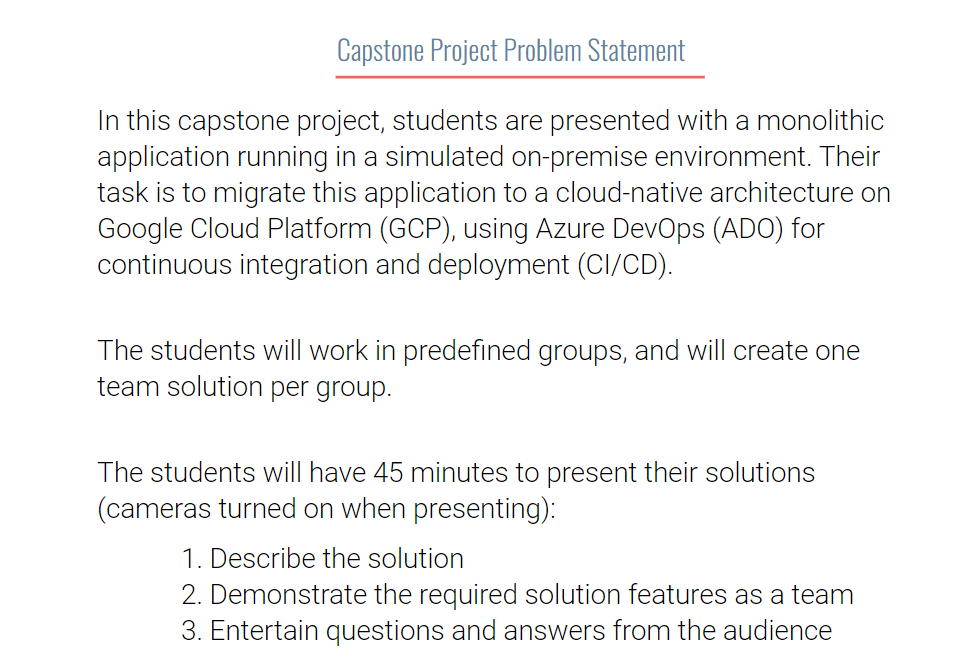 Capstone Project Problem Statement
In this capstone project, students are presented with a monolithic
application running in a simulated on-premise environment. Their
task is to migrate this application to a cloud-native architecture on
Google Cloud Platform (GCP), using Azure DevOps (ADO) for
continuous integration and deployment (CI/CD).
The students will work in predefined groups, and will create one
team solution per group.
The students will have 45 minutes to present their solutions
(cameras turned on when presenting):
1. Describe the solution
2. Demonstrate the required solution features as a team
3. Entertain questions and answers from the audience